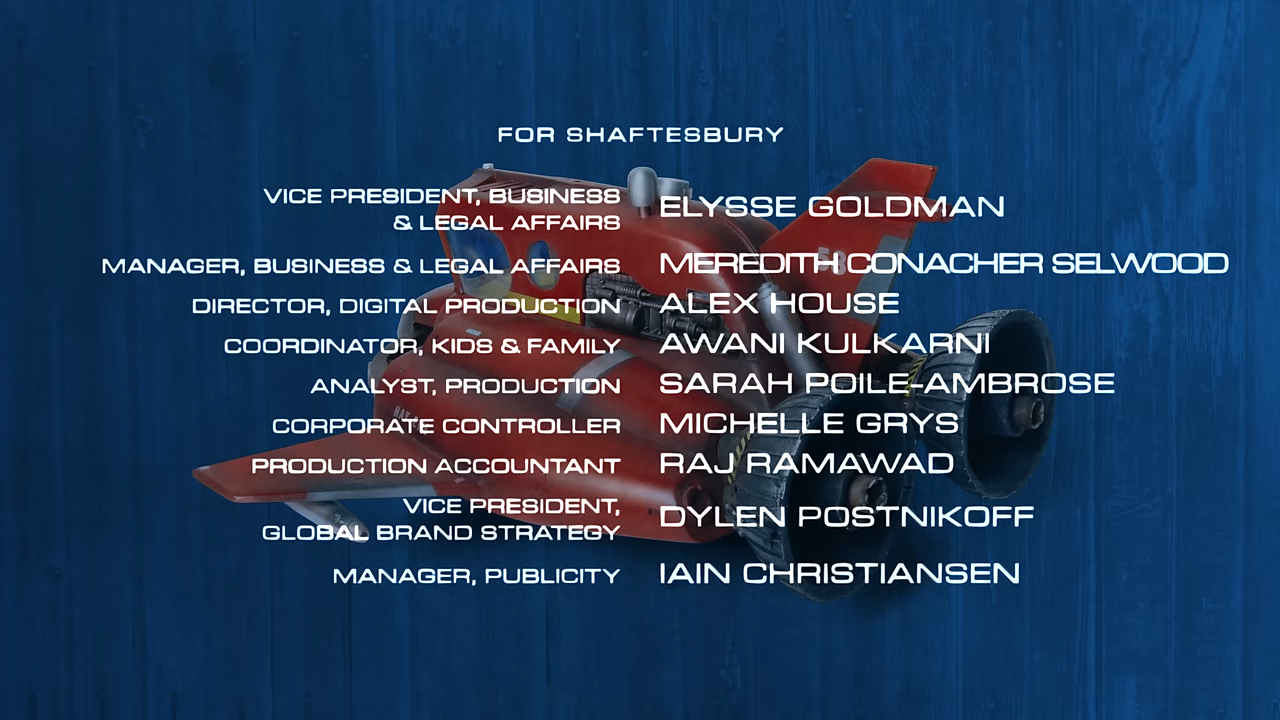 FOR SHAFTESBURY
VICE PRESIDENT, BUSINESS
& LEGAL AFFAIRS
ELYSSE GOLDMAN
MANAGER, BUSINESS & LEGAL AFFAIRS MEREDITH CONACHER SELWOOD
DIRECTOR, DIGITAL PRODUCTION ALEX HOUSE
COORDINATOR, KIDS & FAMILY AWANI KULKARNI
ANALYST, PRODUCTION SARAH POILE-AMBROSE
CORPORATE CONTROLLER MICHELLE GRYS
PRODUCTION ACCOUNTANT RAJ RAMAWAD
VICE PRESIDENT,
GLOBAL BRAND STRATEGY
DYLEN POSTNIKOFF
MANAGER, PUBLICITY IAIN CHRISTIANSEN